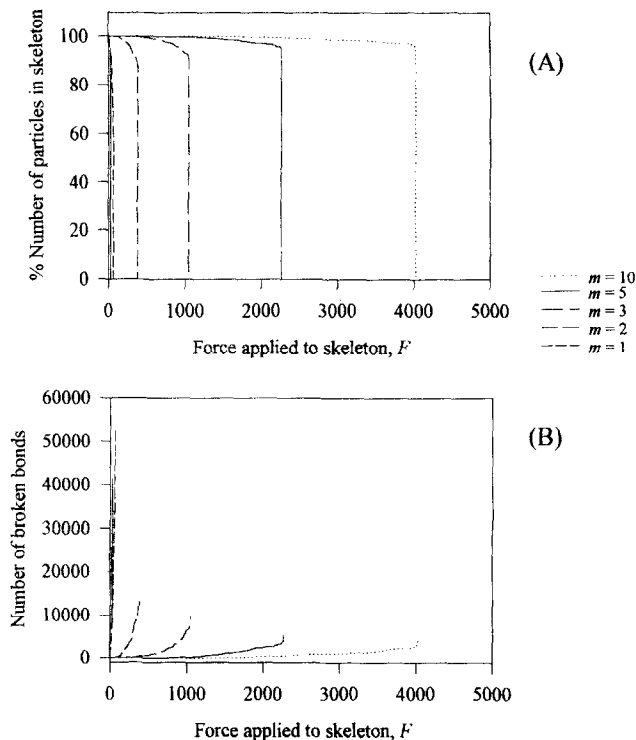 (A)
% Number of particles in skeleton
100
80
60
40
20
0
0 1000 2000 3000 4000 5000
Force applied to skeleton, F
m = 10
m = 5
m = 3
m = 2
m = 1
(B)
Number of broken bonds
60000
50000
40000
30000
20000
10000
0
0 1000 2000 3000 4000 5000
Force applied to skeleton, F